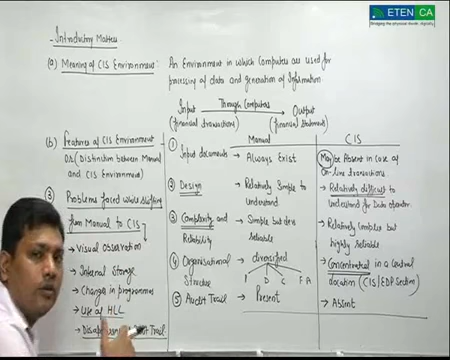 ETEN CA
- Introductory Matters
(a) Meaning of CIS Environment : An Environment in which Computers are used for
processing of data and generation of Information.
Input Through Computers Output
(financial transactions) (financial statements)
(b) Features of CIS Environment
OR (Distinction between Manual
and CIS Environment)
③ Problems faced while shifting
from Manual to CIS
→ Visual Observation
→ Internal Storage
→ Changes in programmes
→ Use of HLL
→ Trail
Manual CIS
① Input documents → Always Exist → May be Absent in case of
on-line transactions
② Design → Relatively Simple to
understand → Relatively difficult to
understand for Data operator
③ Complexity and
Reliability → Simple but less
reliable → Relatively complex but
highly reliable
④ Organisational
Structure → diversified
P D C F A → Concentrated in a Central
location (CIS/EDP Section)
⑤ Audit Trail → Present → Absent